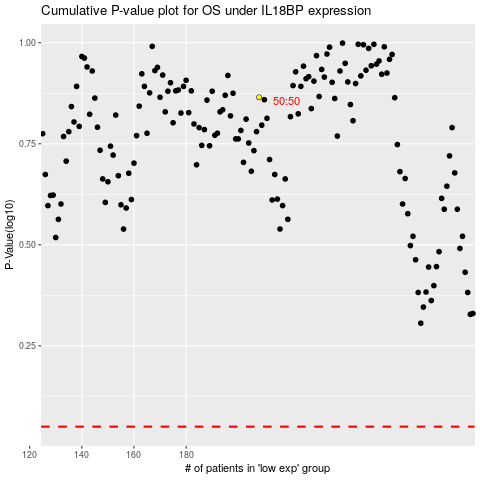 Cumulative P-value plot for OS under IL18BP expression
1.00
50:50
0.75
P-Value(log10)
0.50
0.25
120 140 160 180
# of patients in 'low exp' group